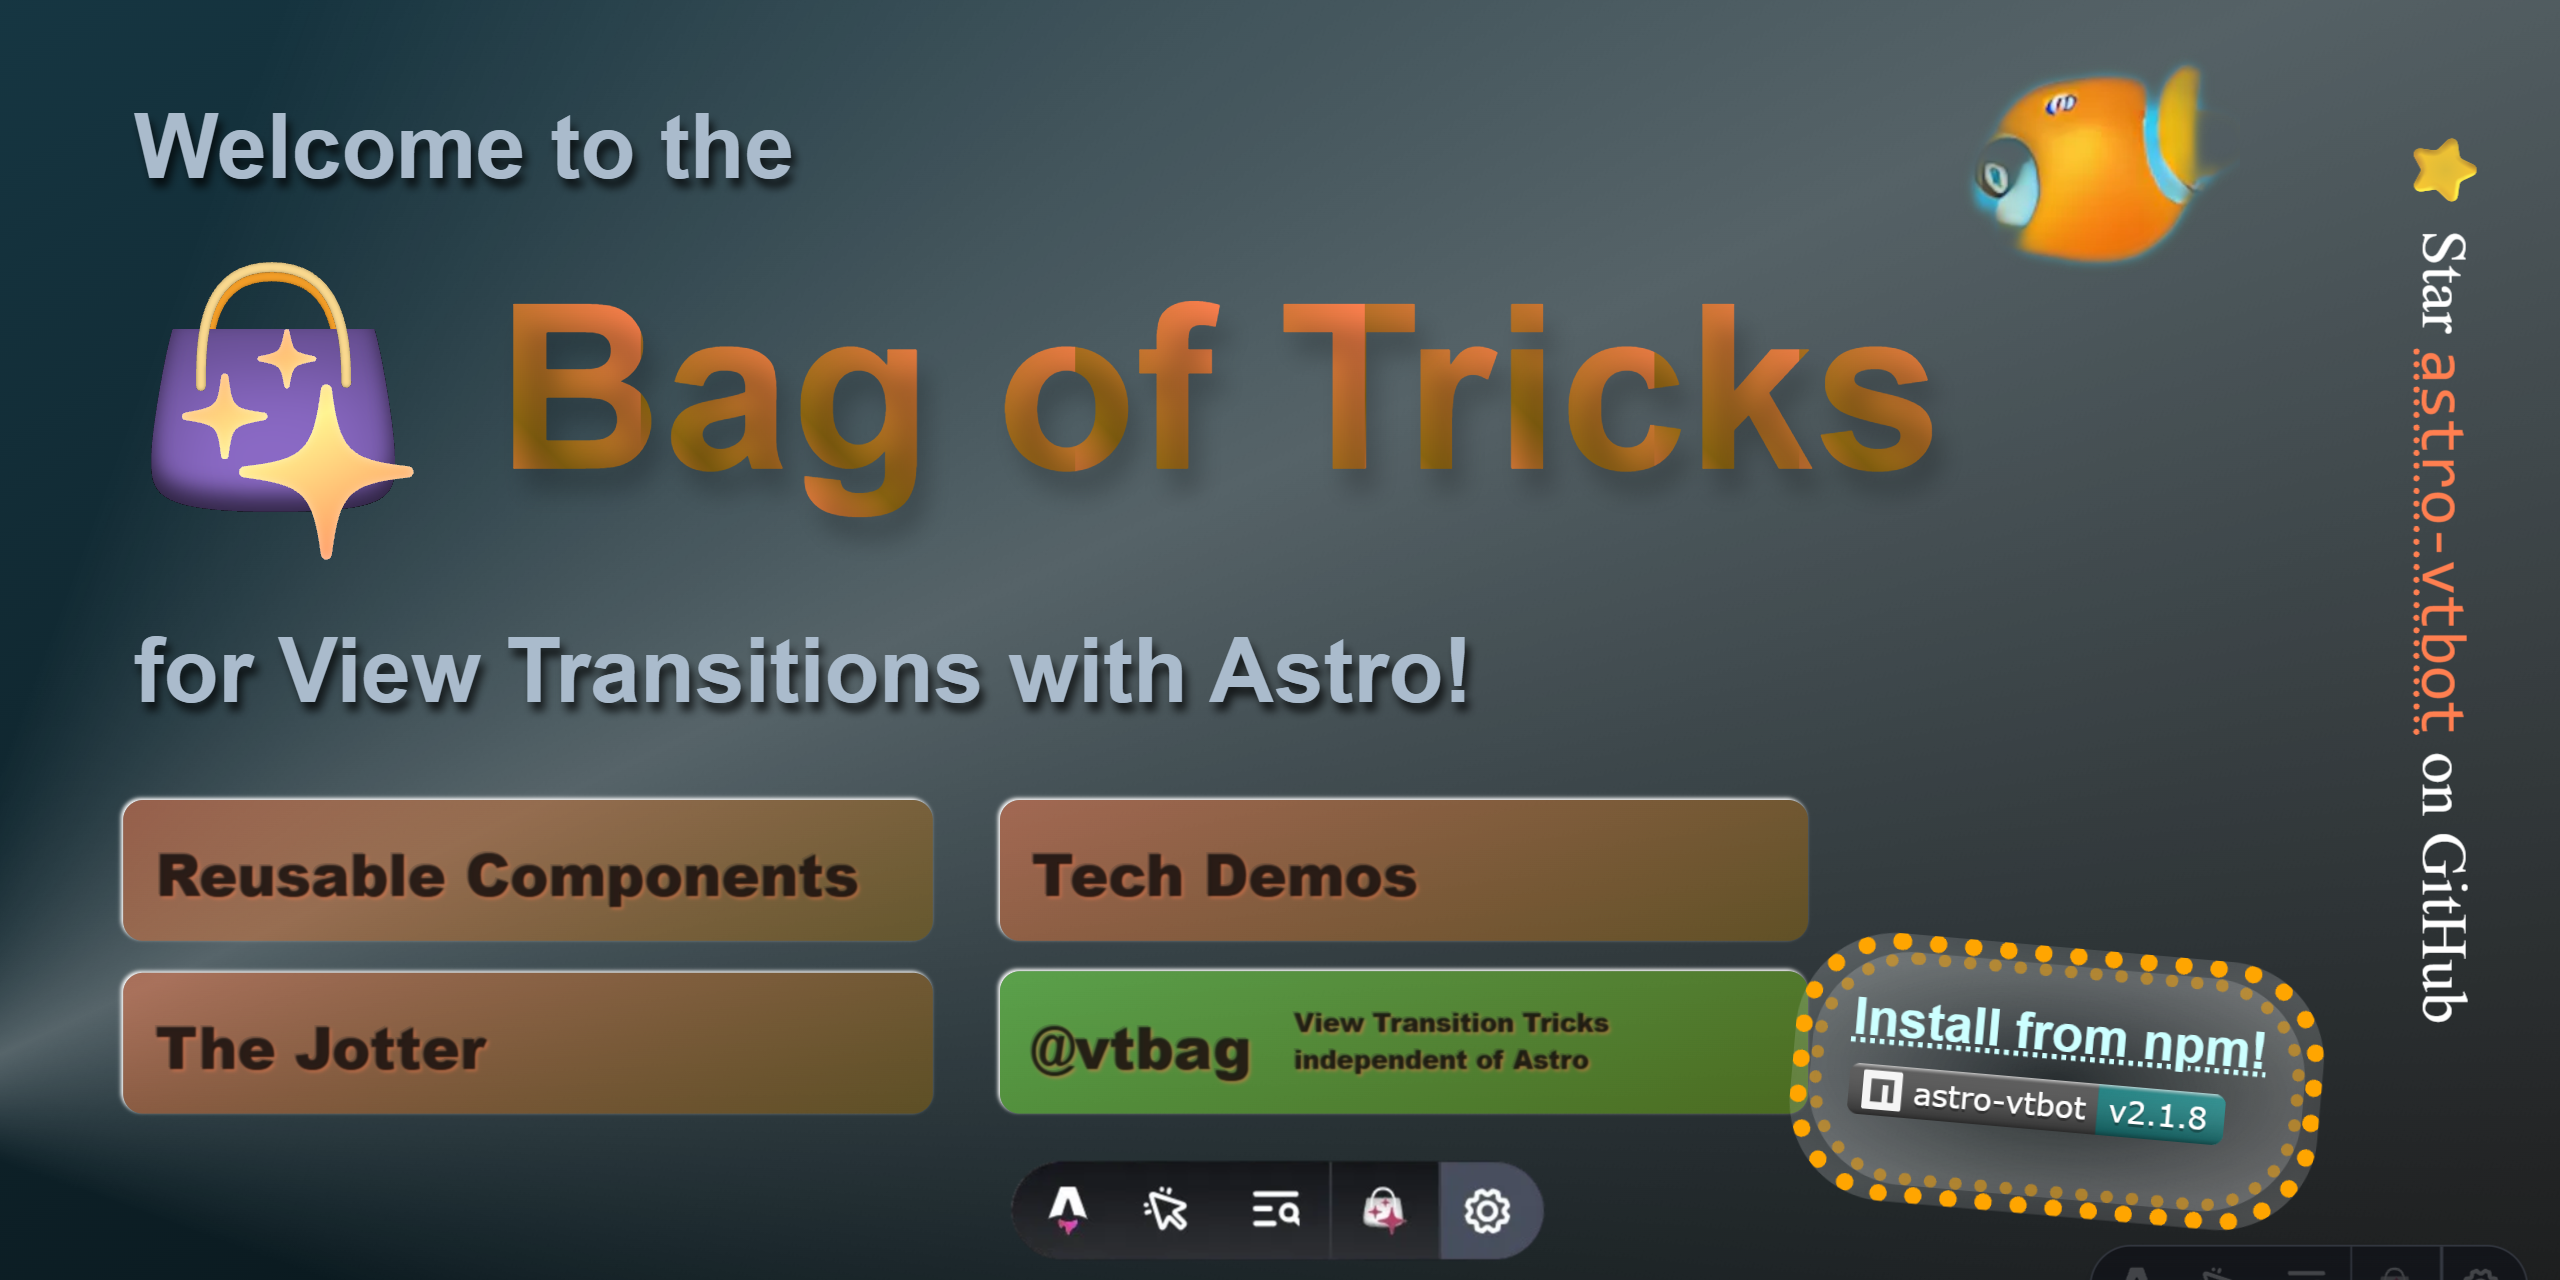 Welcome to the
Bag of Tricks
for View Transitions with Astro!
Reusable Components
Tech Demos
The Jotter
@vtbag
View Transition Tricks
independent of Astro
Install from npm!
astro-vtbot v2.1.8
Star astro-vtbot on GitHub